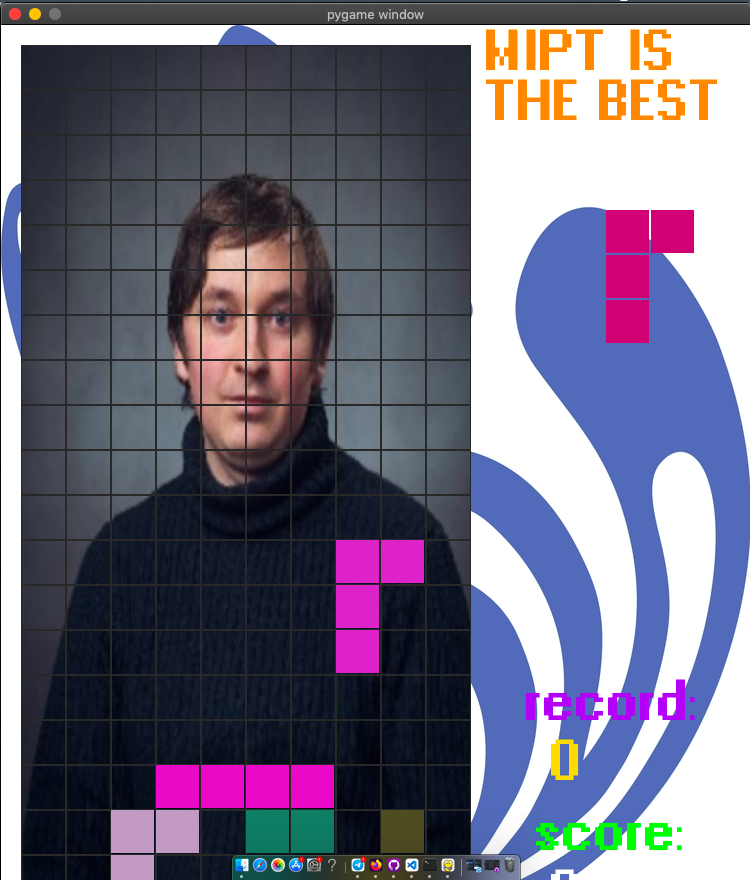 pygame window
MIPT IS
THE BEST
record:
0
score: